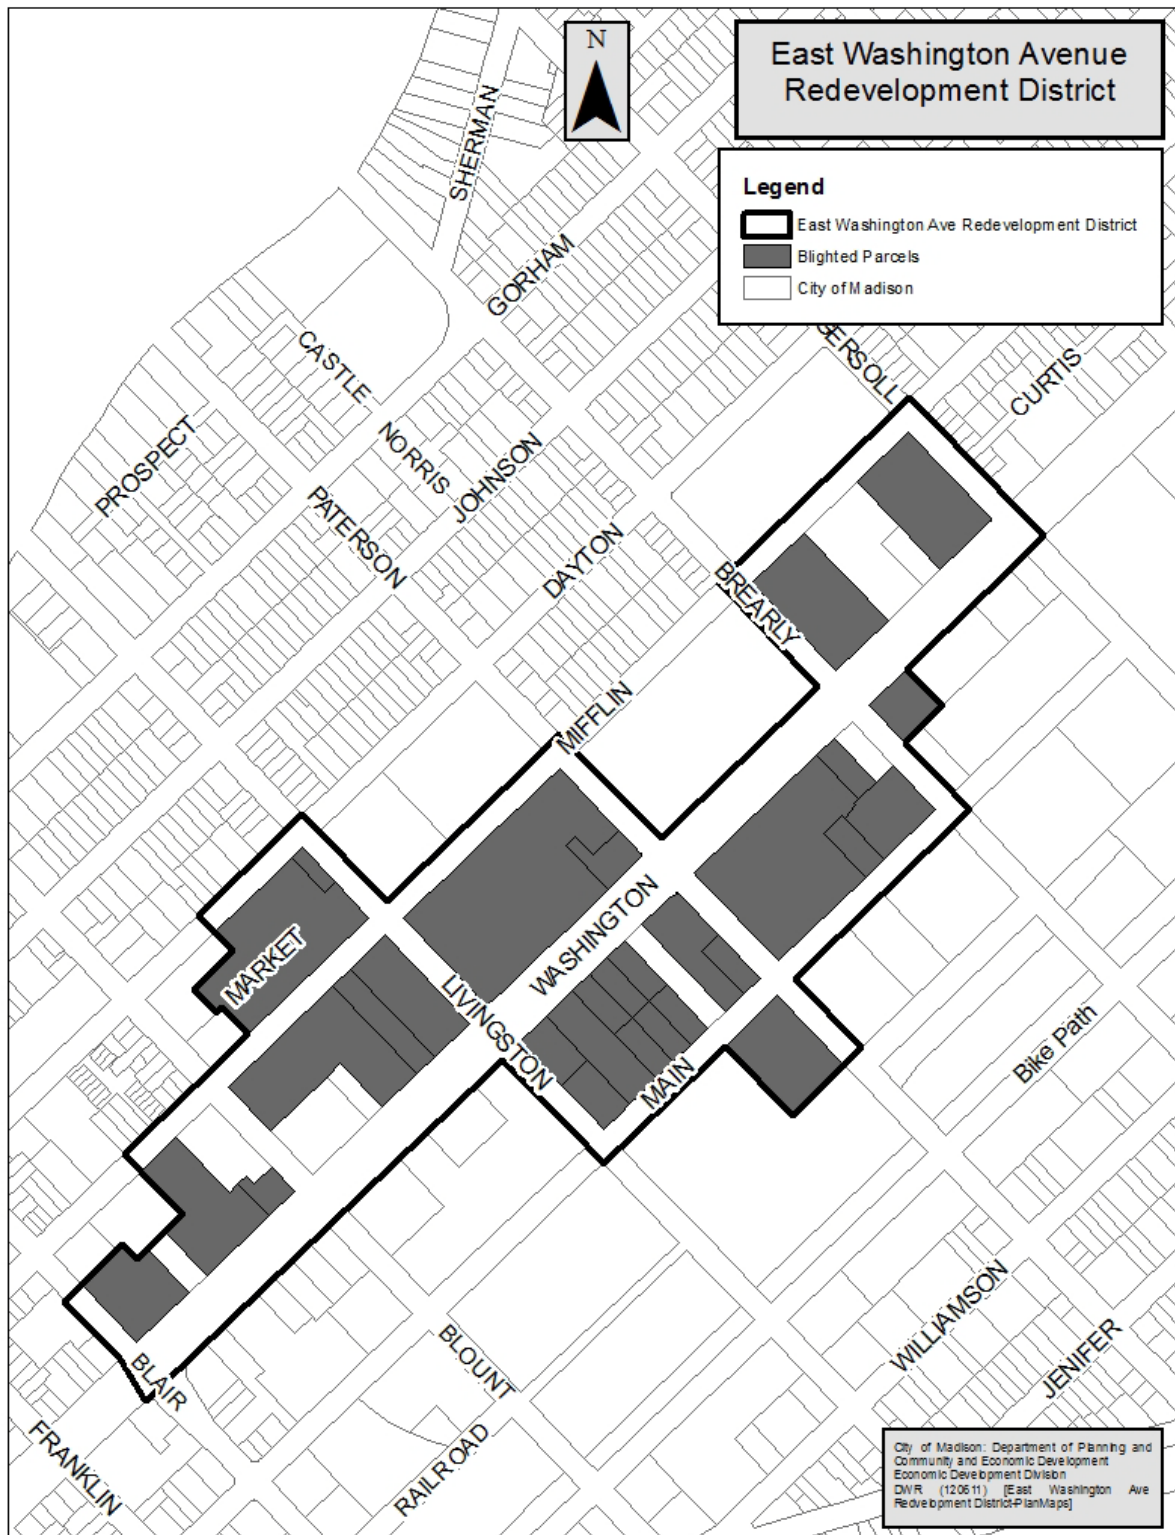 N
East Washington Avenue
Redevelopment District
Legend
East Washington Ave Redevelopment District
Blighted Parcels
City of Madison
SHERMAN
GORHAM
GERSOLL
CURTIS
CASTLE
NORRIS
JOHNSON
PROSPECT
PATERSON
DAYTON
BREARLY
MIFFLIN
WASHINGTON
MARKET
LIVINGSTON
MAIN
Bike Path
WILLIAMSON
JENIFER
BLAIR
BLOUNT
FRANKLIN
RAILROAD
City of Madison: Department of Planning and
Community and Economic Development
Economic Development Division
DWR (120611) [East Washington Ave
Redvelopment District-PlanMaps]